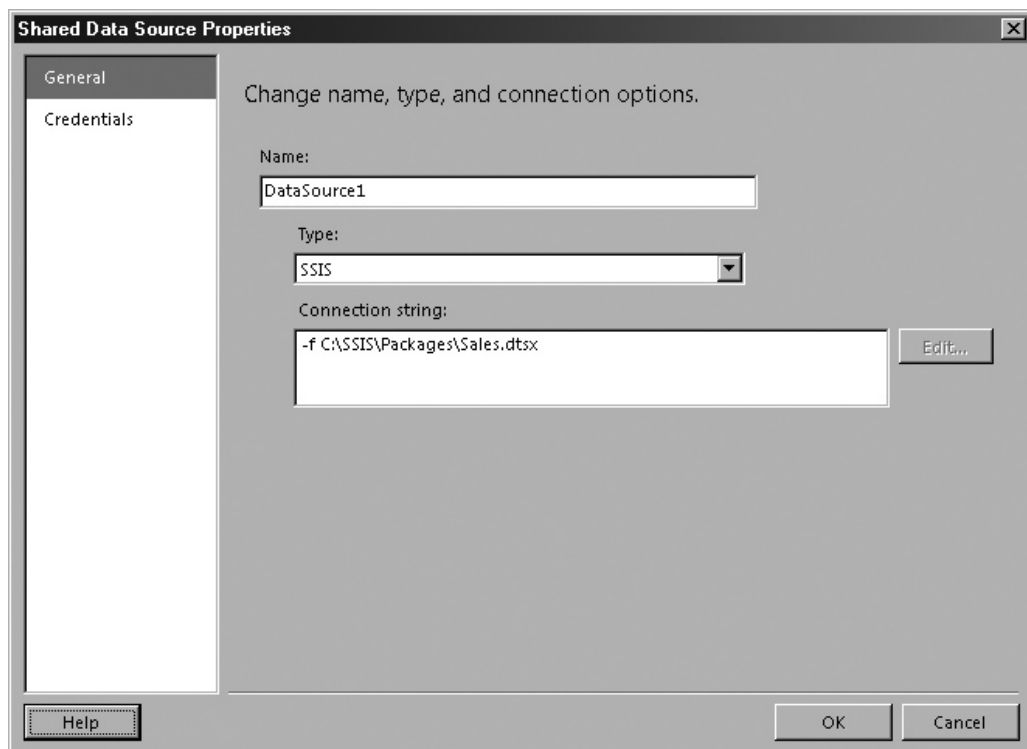 Shared Data Source Properties
General
Credentials
Change name, type, and connection options.
Name:
DataSource1
Type:
SSIS
Connection string:
-f C:\SSIS\Packages\Sales.dtsx
Edit...
Help
OK
Cancel